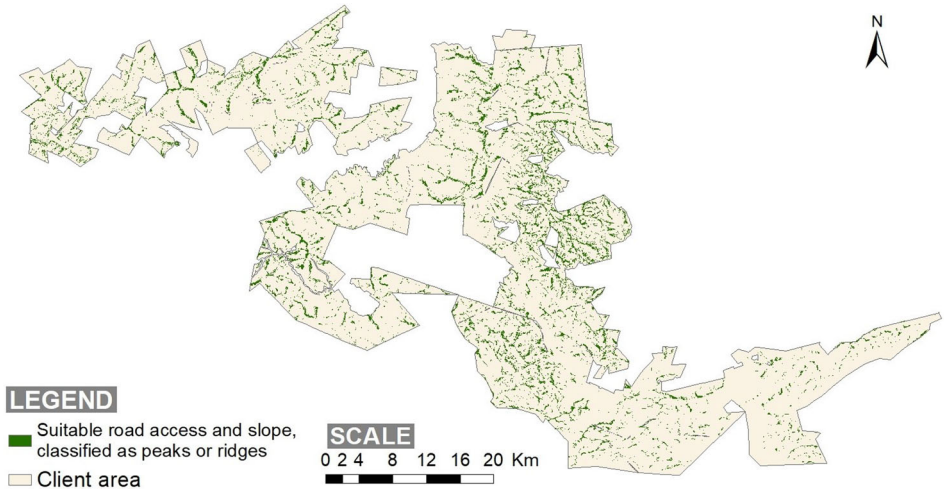 N
LEGEND
Suitable road access and slope,
classified as peaks or ridges
Client area
SCALE
0 2 4 8 12 16 20 Km